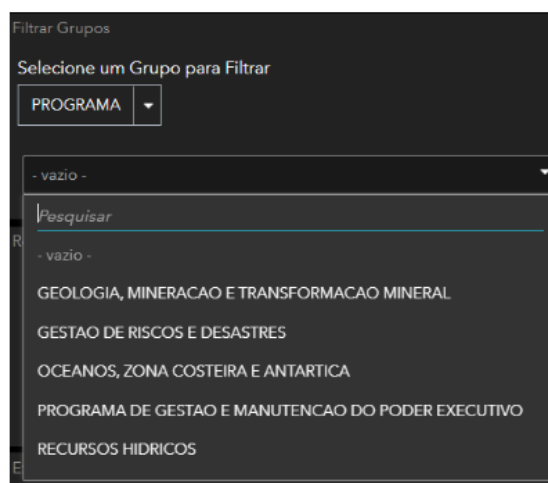 Filtrar Grupos
Selecione um Grupo para Filtrar
PROGRAMA
- vazio -
Pesquisar
R
- vazio -
GEOLOGIA, MINERACAO E TRANSFORMACAO MINERAL
GESTAO DE RISCOS E DESASTRES
OCEANOS, ZONA COSTEIRA E ANTARTICA
PROGRAMA DE GESTAO E MANUTENCAO DO PODER EXECUTIVO
RECURSOS HIDRICOS
E